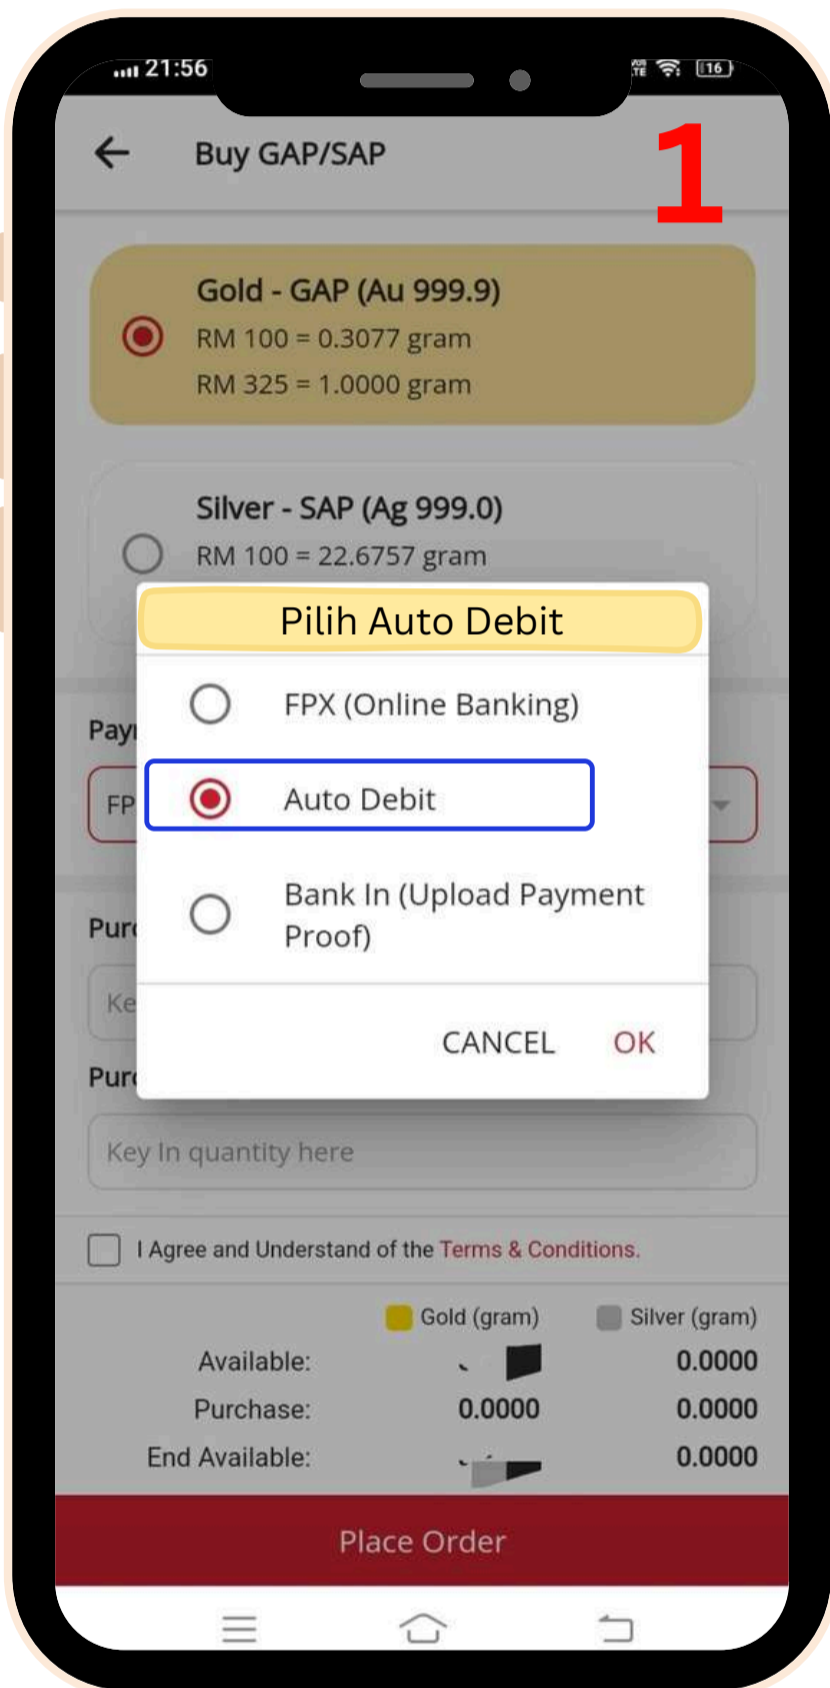 21:56
16
1
Buy GAP/SAP
Gold - GAP (Au 999.9)
RM 100 = 0.3077 gram
RM 325 = 1.0000 gram
Silver - SAP (Ag 999.0)
RM 100 = 22.6757 gram
Pilih Auto Debit
FPX (Online Banking)
Auto Debit
Bank In (Upload Payment
Proof)
CANCEL OK
Key In quantity here
I Agree and Understand of the Terms & Conditions.
Gold (gram) Silver (gram)
Available: 0.0000
Purchase: 0.0000 0.0000
End Available: 0.0000
Place Order